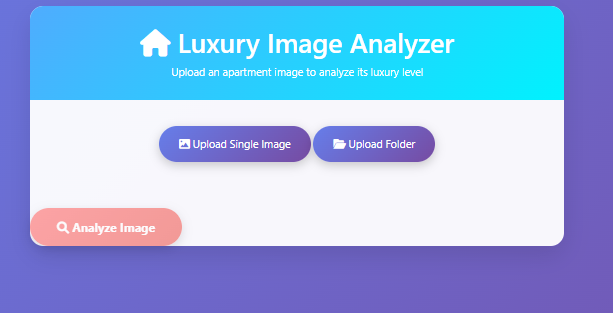 Luxury Image Analyzer
Upload an apartment image to analyze its luxury level
Upload Single Image Upload Folder
Analyze Image